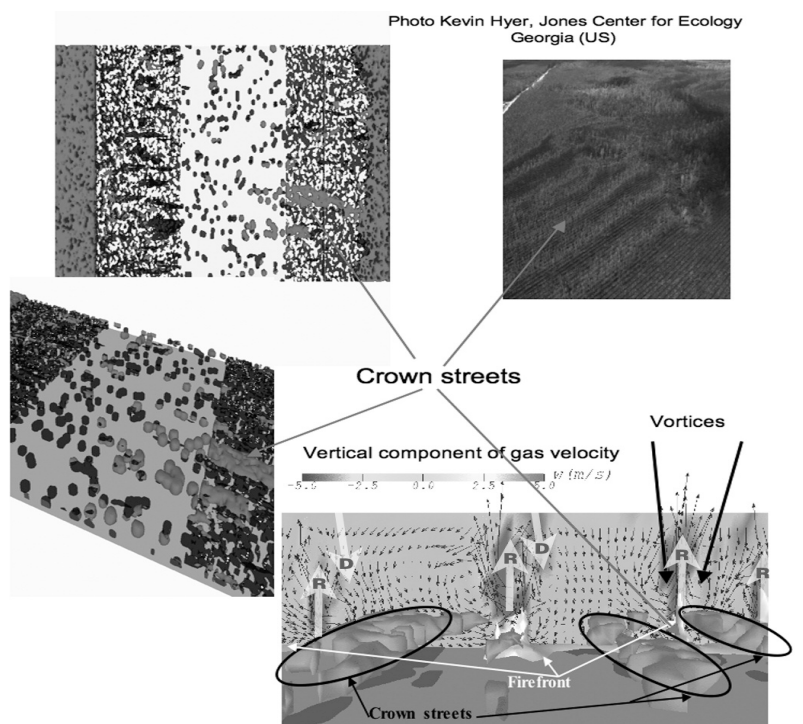 Photo Kevin Hyer, Jones Center for Ecology
Georgia (US)
Crown streets
Vortices
Vertical component of gas velocity
-5.0 -2.5 0.0 2.5 5.0 w(m/s)
R D R D R R
Firefront
Crown streets